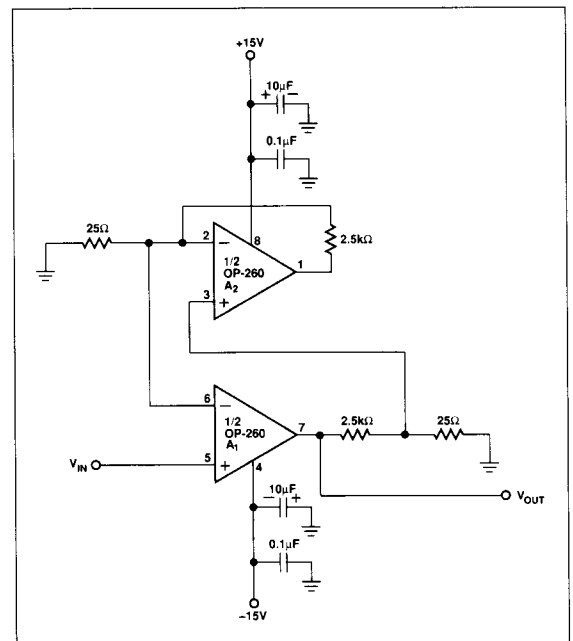 +15V
10μF
+ −
0.1μF
25Ω
2 −
8
2.5kΩ
1/2
OP-260
A2
1
3 +
6 −
1/2
OP-260
A1
7
2.5kΩ
25Ω
VIN
5 +
4
10μF
− +
VOUT
0.1μF
−15V